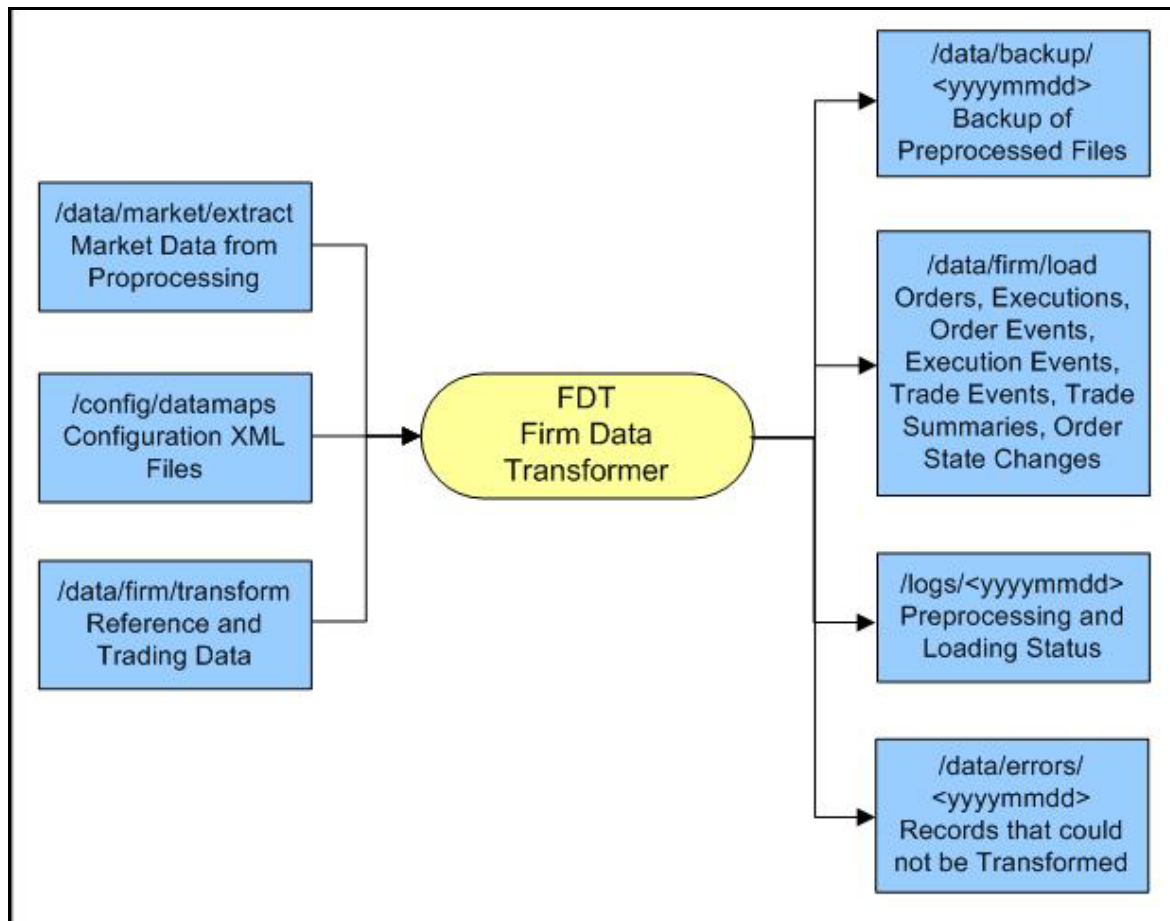 /data/market/extract
Market Data from
Proprocessing
/config/datamaps
Configuration XML
Files
/data/firm/transform
Reference and
Trading Data
FDT
Firm Data
Transformer
/data/backup/
<yyyymmdd>
Backup of
Preprocessed Files
/data/firm/load
Orders, Executions,
Order Events,
Execution Events,
Trade Events, Trade
Summaries, Order
State Changes
/logs/<yyyymmdd>
Preprocessing and
Loading Status
/data/errors/
<yyyymmdd>
Records that could
not be Transformed